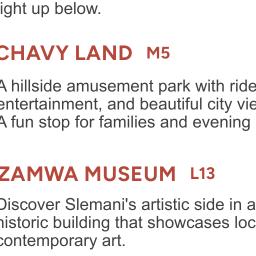 ight up below.
CHAVY LAND M5
A hillside amusement park with ride
entertainment, and beautiful city vie
A fun stop for families and evening
ZAMWA MUSEUM L13
Discover Slemani's artistic side in a
historic building that showcases loc
contemporary art.